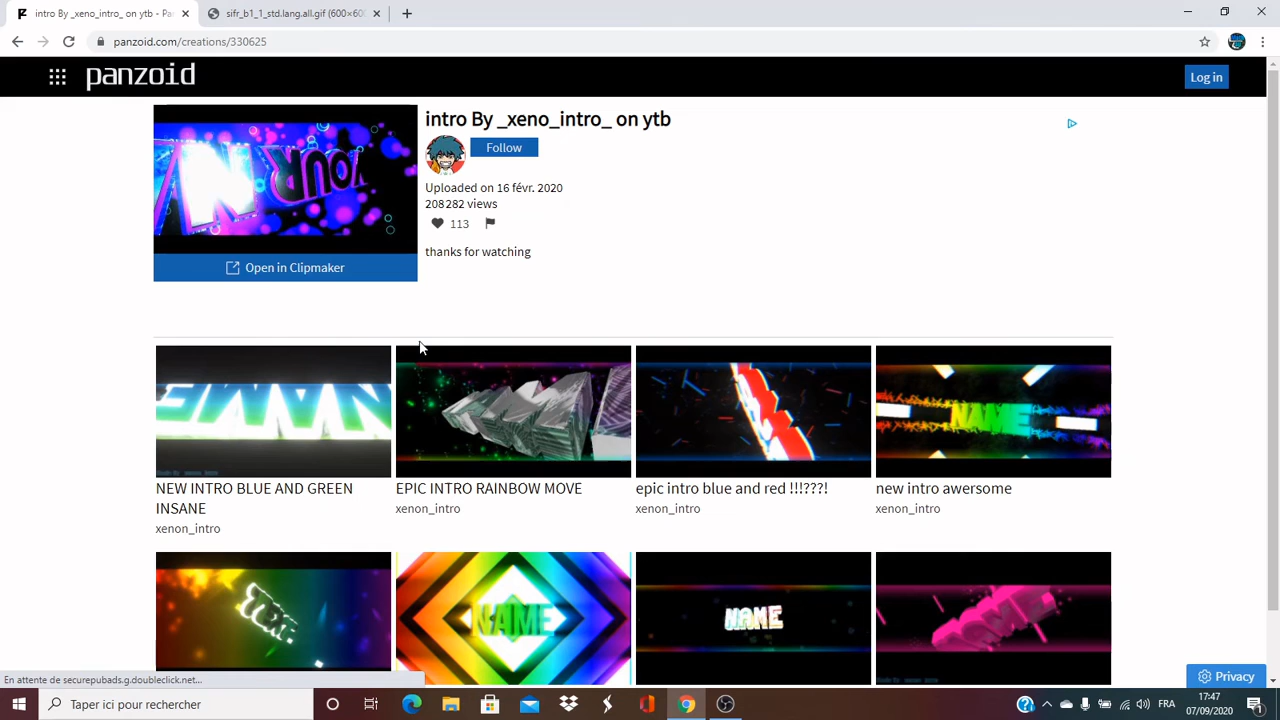 intro By _xeno_intro_ on ytb - Pa
sifr_b1_1_std.lang.all.gif (600×60
panzoid.com/creations/330625
panzoid
Log in
intro By _xeno_intro_ on ytb
Follow
Uploaded on 16 févr. 2020
208 282 views
113
thanks for watching
Open in Clipmaker
NAME
NEW INTRO BLUE AND GREEN INSANE
xenon_intro
EPIC INTRO RAINBOW MOVE
xenon_intro
epic intro blue and red !!!???!
xenon_intro
new intro awersome
xenon_intro
NAME
NAME
En attente de securepubads.g.doubleclick.net...
Privacy
Taper ici pour rechercher
FRA
17:47
07/09/2020